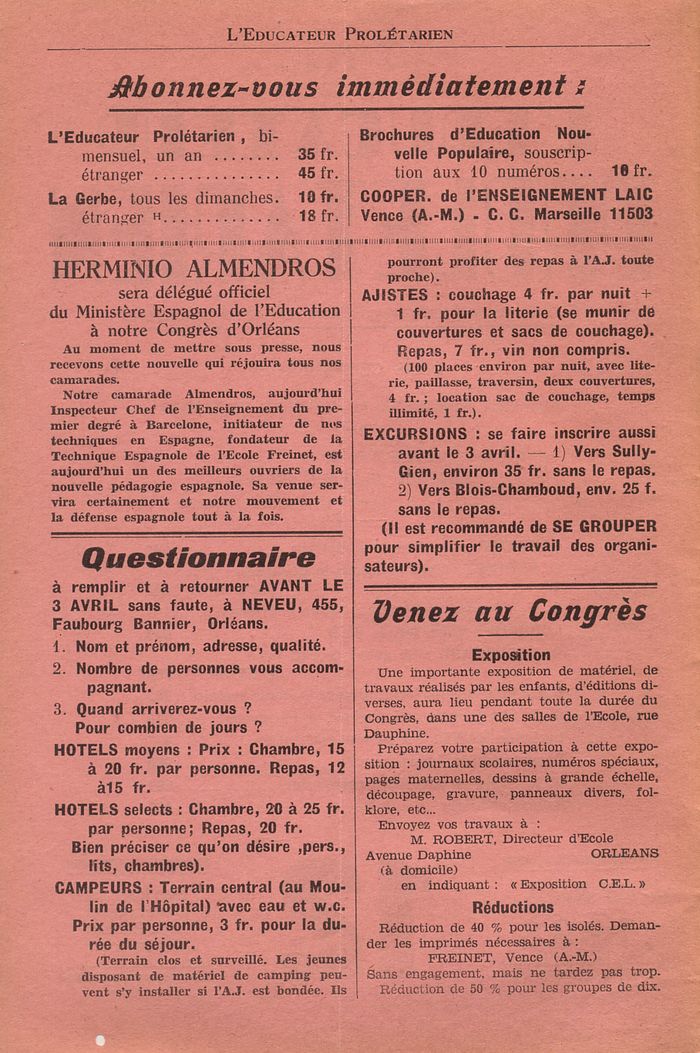 L'EDUCATEUR PROLÉTARIEN
Abonnez-vous immédiatement :
L'Educateur Prolétarien, bi-
mensuel, un an ........ 35 fr.
étranger ............... 45 fr.
La Gerbe, tous les dimanches. 10 fr.
étranger H.............. 18 fr.
Brochures d'Education Nou-
velle Populaire, souscrip-
tion aux 10 numéros.... 10 fr.
COOPER. de l'ENSEIGNEMENT LAIC
Vence (A.-M.) - C. C. Marseille 11503
HERMINIO ALMENDROS
sera délégué officiel
du Ministère Espagnol de l'Education
à notre Congrès d'Orléans
Au moment de mettre sous presse, nous
recevons cette nouvelle qui réjouira tous nos
camarades.
Notre camarade Almendros, aujourd'hui
Inspecteur Chef de l'Enseignement du pre-
mier degré à Barcelone, initiateur de nos
techniques en Espagne, fondateur de la
Technique Espagnole de l'Ecole Freinet, est
aujourd'hui un des meilleurs ouvriers de la
nouvelle pédagogie espagnole. Sa venue ser-
vira certainement et notre mouvement et
la défense espagnole tout à la fois.
Questionnaire
à remplir et à retourner AVANT LE
3 AVRIL sans faute, à NEVEU, 455,
Faubourg Bannier, Orléans.
1. Nom et prénom, adresse, qualité.
2. Nombre de personnes vous accom-
pagnant.
3. Quand arriverez-vous ?
Pour combien de jours ?
HOTELS moyens : Prix : Chambre, 15
à 20 fr. par personne. Repas, 12
à15 fr.
HOTELS selects : Chambre, 20 à 25 fr.
par personne; Repas, 20 fr.
Bien préciser ce qu'on désire ,pers.,
lits, chambres).
CAMPEURS : Terrain central (au Mou-
lin de l'Hôpital) avec eau et w.c.
Prix par personne, 3 fr. pour la du-
rée du séjour.
(Terrain clos et surveillé. Les jeunes
disposant de matériel de camping peu-
vent s'y installer si l'A.J. est bondée. Ils
pourront profiter des repas à l'A.J. toute
proche).
AJISTES : couchage 4 fr. par nuit +
1 fr. pour la literie (se munir de
couvertures et sacs de couchage).
Repas, 7 fr., vin non compris.
(100 places environ par nuit, avec lite-
rie, paillasse, traversin, deux couvertures,
4 fr. ; location sac de couchage, temps
illimité, 1 fr.).
EXCURSIONS : se faire inscrire aussi
avant le 3 avril. — 1) Vers Sully-
Gien, environ 35 fr. sans le repas.
2) Vers Blois-Chamboud, env. 25 f.
sans le repas.
(Il est recommandé de SE GROUPER
pour simplifier le travail des organi-
sateurs).
Venez au Congrès
Exposition
Une importante exposition de matériel, de
travaux réalisés par les enfants, d'éditions di-
verses, aura lieu pendant toute la durée du
Congrès, dans une des salles de l'Ecole, rue
Dauphine.
Préparez votre participation à cette expo-
sition : journaux scolaires, numéros spéciaux,
pages maternelles, dessins à grande échelle,
découpage, gravure, panneaux divers, fol-
klore, etc...
Envoyez vos travaux à :
M. ROBERT, Directeur d'Ecole
Avenue Daphine ORLEANS
(à domicile)
en indiquant : « Exposition C.E.L. »
Réductions
Réduction de 40 % pour les isolés. Deman-
der les imprimés nécessaires à :
FREINET, Vence (A.-M.)
Sans engagement, mais ne tardez pas trop.
Réduction de 50 % pour les groupes de dix.